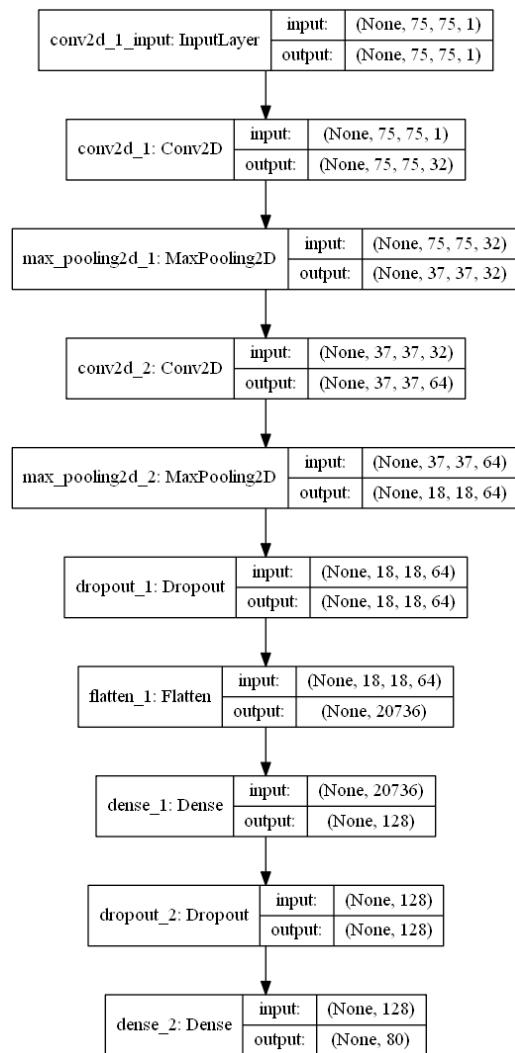 conv2d_1_input: InputLayer input: (None, 75, 75, 1)
output: (None, 75, 75, 1)
conv2d_1: Conv2D input: (None, 75, 75, 1)
output: (None, 75, 75, 32)
max_pooling2d_1: MaxPooling2D input: (None, 75, 75, 32)
output: (None, 37, 37, 32)
conv2d_2: Conv2D input: (None, 37, 37, 32)
output: (None, 37, 37, 64)
max_pooling2d_2: MaxPooling2D input: (None, 37, 37, 64)
output: (None, 18, 18, 64)
dropout_1: Dropout input: (None, 18, 18, 64)
output: (None, 18, 18, 64)
flatten_1: Flatten input: (None, 18, 18, 64)
output: (None, 20736)
dense_1: Dense input: (None, 20736)
output: (None, 128)
dropout_2: Dropout input: (None, 128)
output: (None, 128)
dense_2: Dense input: (None, 128)
output: (None, 80)